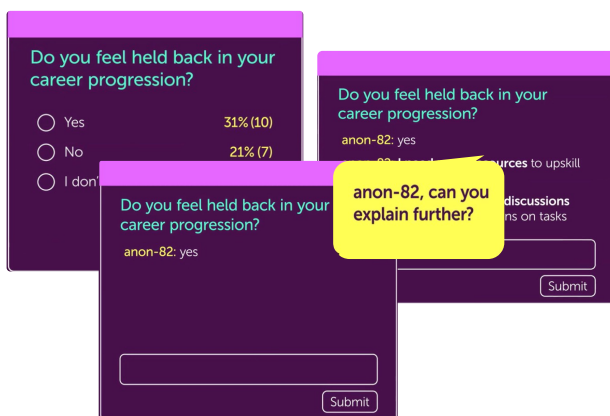 Do you feel held back in your
career progression?
Yes 31% (10)
No 21% (7)
I don'
Do you feel held back in your
career progression?
anon-82: yes
Submit
Do you feel held back in your
career progression?
anon-82: yes
to upskill
discussions
on tasks
Submit
anon-82, can you
explain further?